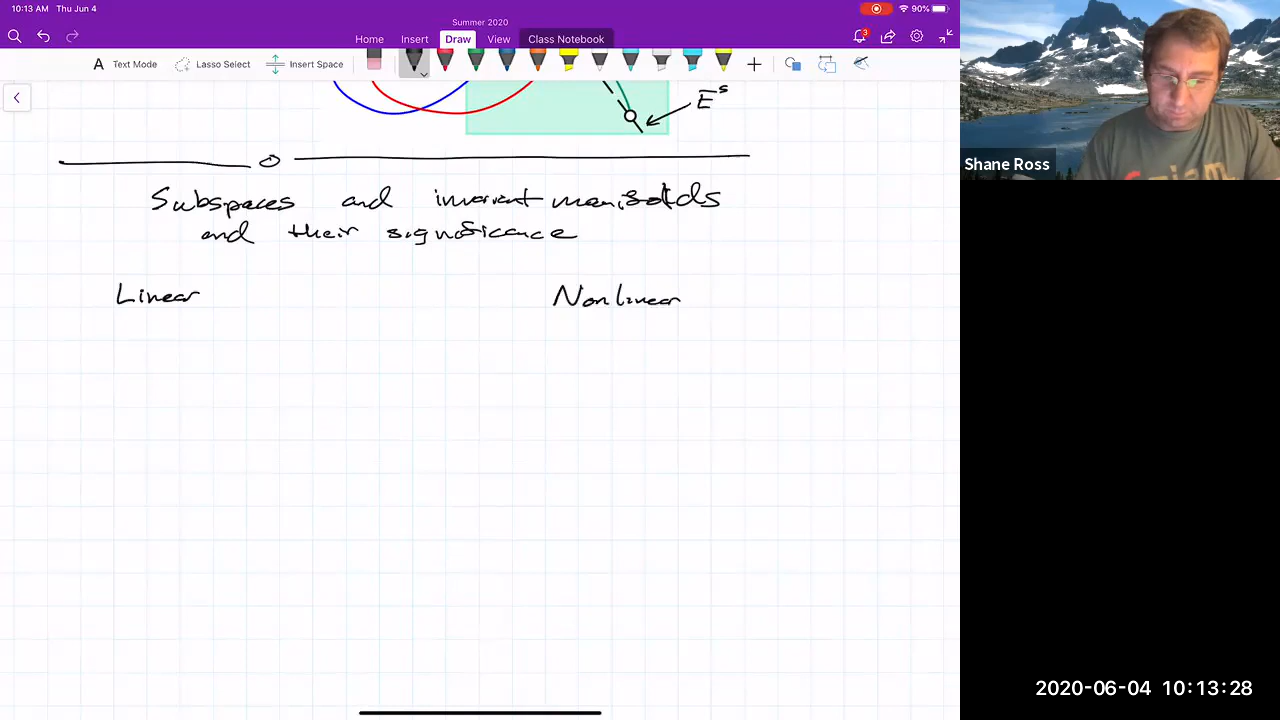 10:13 AM Thu Jun 4
90%
Summer 2020
Home Insert Draw View Class Notebook
3
A Text Mode Lasso Select Insert Space
E^s
Shane Ross
Subspaces and invariant manifolds
and their significance
Linear Nonlinear
2020-06-04 10:13:28